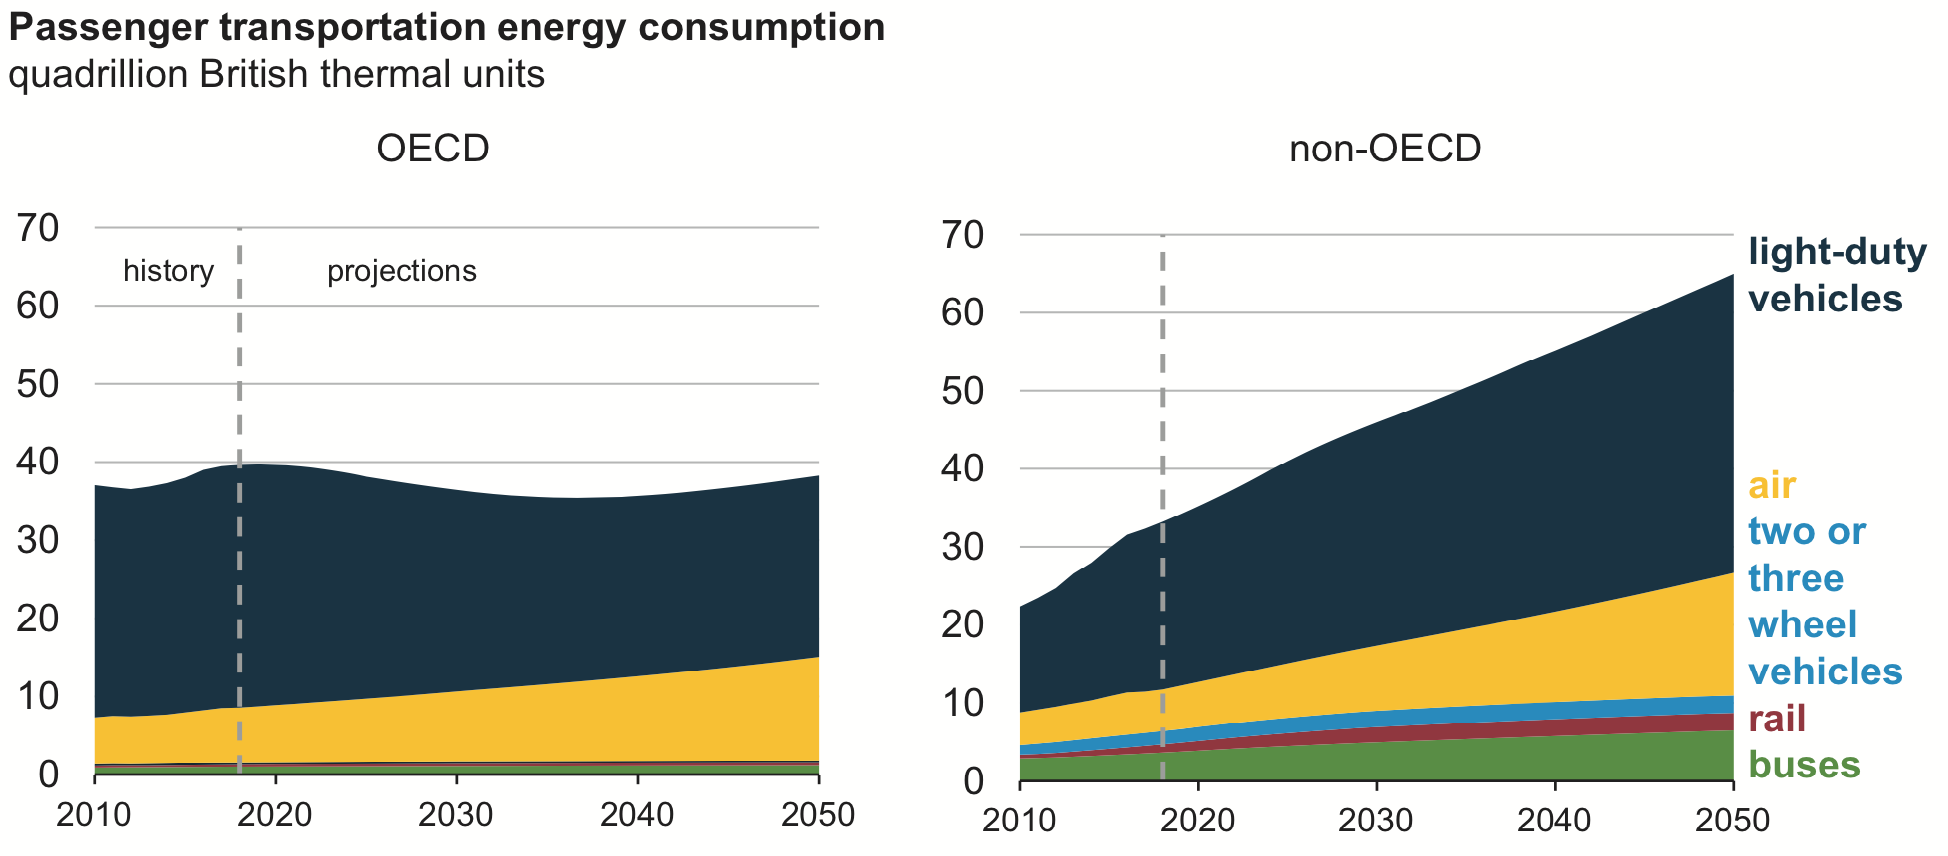 Passenger transportation energy consumption
quadrillion British thermal units
OECD
70
60
50
40
30
20
10
0
history
projections
2010
2020
2030
2040
2050
non-OECD
70
60
50
40
30
20
10
0
2010
2020
2030
2040
2050
light-duty
vehicles
air
two or
three
wheel
vehicles
rail
buses